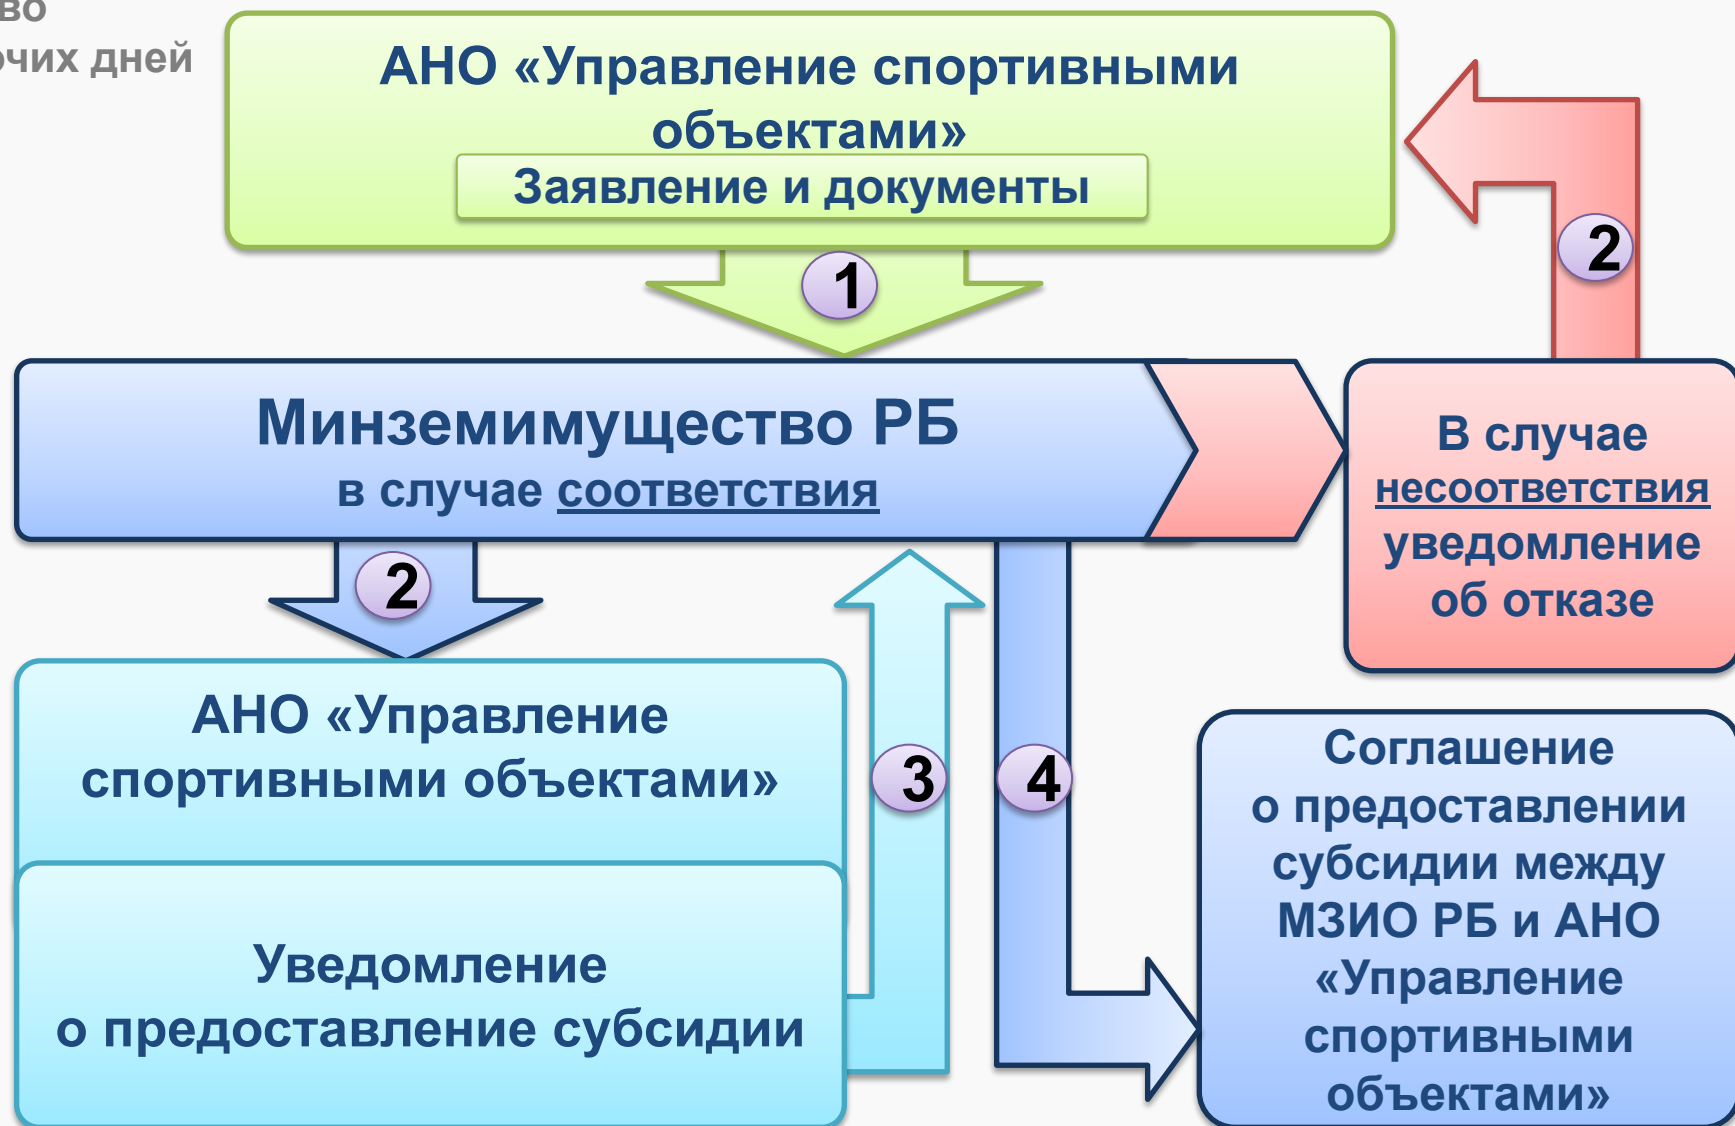 дней
АНО «Управление спортивными
объектами»
Заявление и документы
1
2
Минземимущество РБ
в случае соответствия
В случае
несоответствия
уведомление
об отказе
2
АНО «Управление
спортивными объектами»
3
4
Уведомление
о предоставление субсидии
Соглашение
о предоставлении
субсидии между
МЗИО РБ и АНО
«Управление
спортивными
объектами»